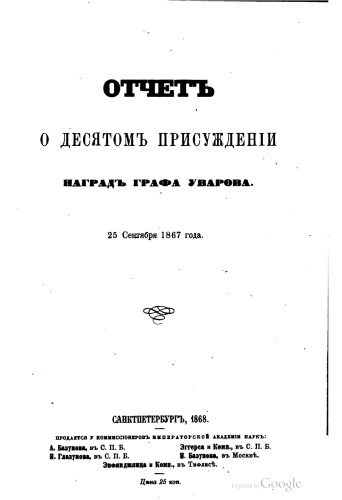 ОТЧЕТЪ
О ДЕСЯТОМЪ ПРИСУЖДЕНІИ
НАГРАДЪ ГРАФА УВАРОВА.
25 Сентября 1867 года.
САНКТПЕТЕРБУРГЪ, 1868.
ПРОДАЕТСЯ У КОММИССІОНЕРОВЪ ИМПЕРАТОРСКОЙ АКАДЕМІИ НАУКЪ:
А. Базунова, въ С. П. Б. Эггерса и Комп., въ С. П. Б.
И. Глазунова, въ С. П. Б. И. Базунова, въ Москвѣ.
Энфяджянца и Комп., въ Тифлисѣ.
Цѣна 25 коп.
Digitized by Google